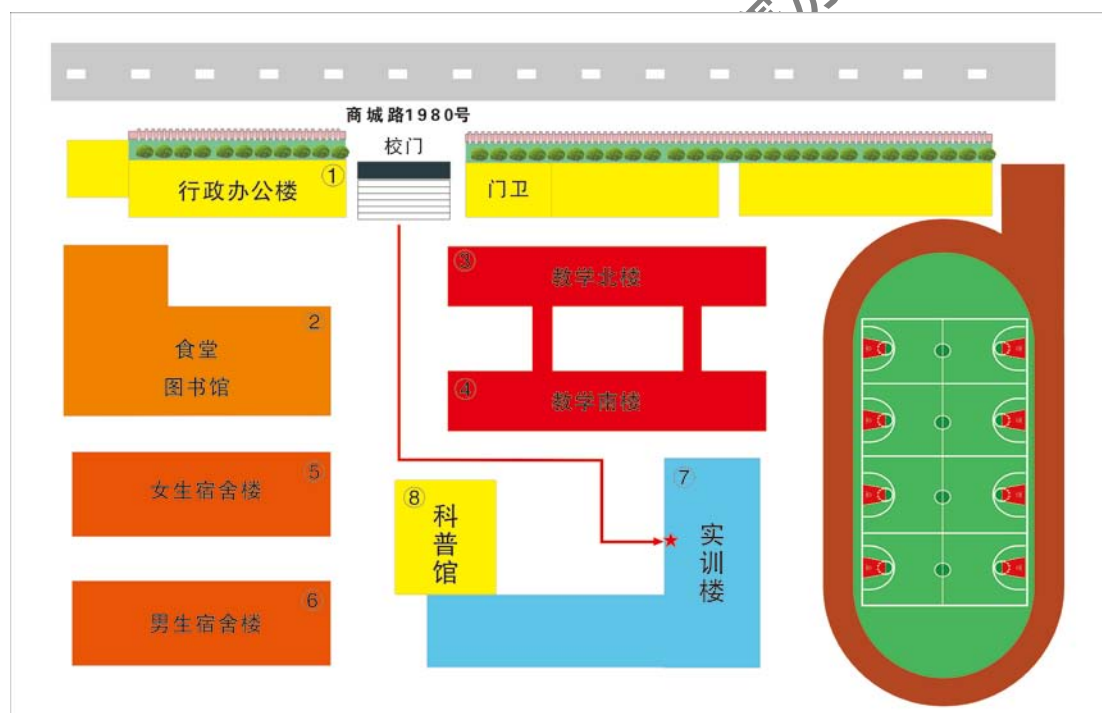 商城路1980号
校门
① 行政办公楼
门卫
③ 教学北楼
2
食堂
图书馆
④ 教学南楼
⑤ 女生宿舍楼
⑧ 科普馆
⑦ 实训楼
⑥ 男生宿舍楼